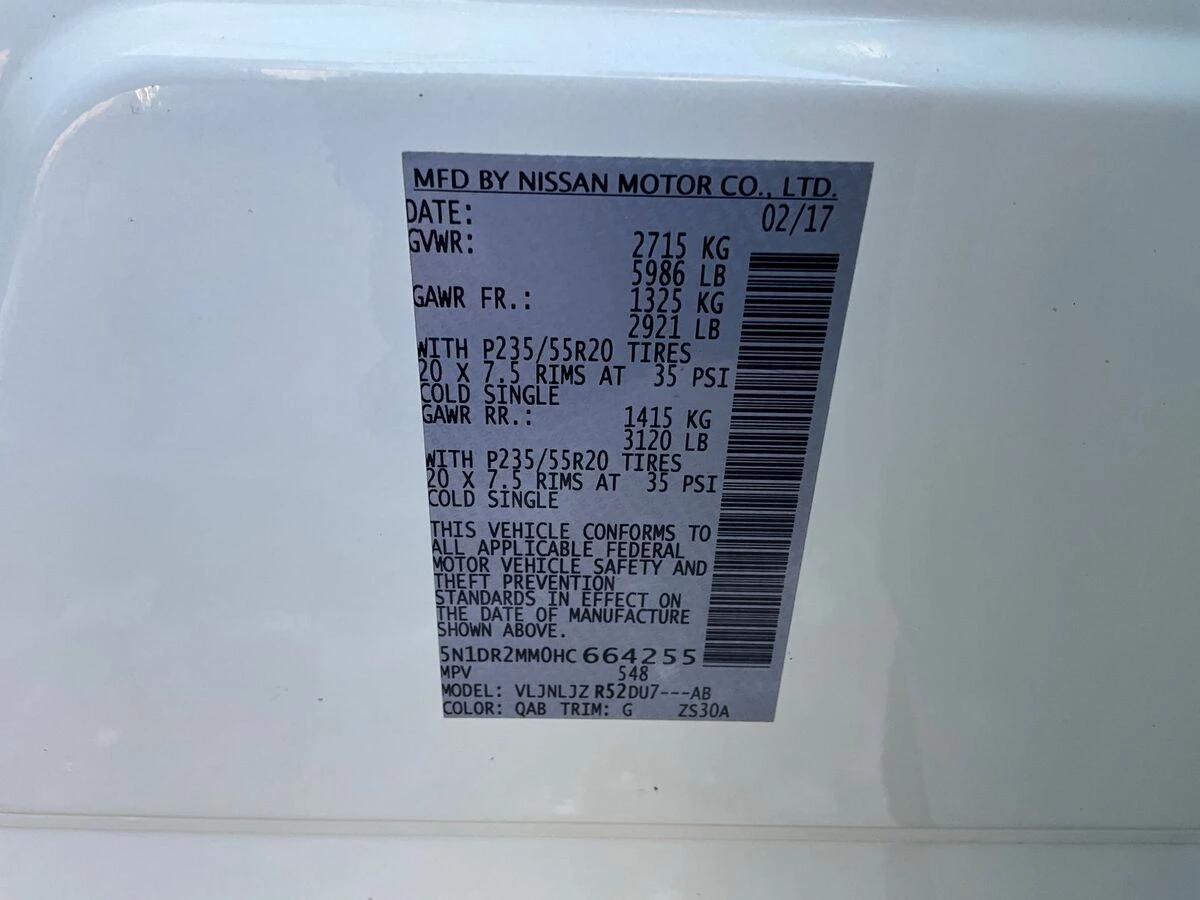 MFD BY NISSAN MOTOR CO., LTD.
DATE: 02/17
GVWR: 2715 KG
5986 LB
GAWR FR.: 1325 KG
2921 LB
WITH P235/55R20 TIRES
20 X 7.5 RIMS AT 35 PSI
COLD SINGLE
GAWR RR.: 1415 KG
3120 LB
WITH P235/55R20 TIRES
20 X 7.5 RIMS AT 35 PSI
COLD SINGLE
THIS VEHICLE CONFORMS TO
ALL APPLICABLE FEDERAL
MOTOR VEHICLE SAFETY AND
THEFT PREVENTION
STANDARDS IN EFFECT ON
THE DATE OF MANUFACTURE
SHOWN ABOVE.
5N1DR2MM0HC664255
MPV 548
MODEL: VLJNLJZ R52DU7---AB
COLOR: QAB TRIM: G ZS30A